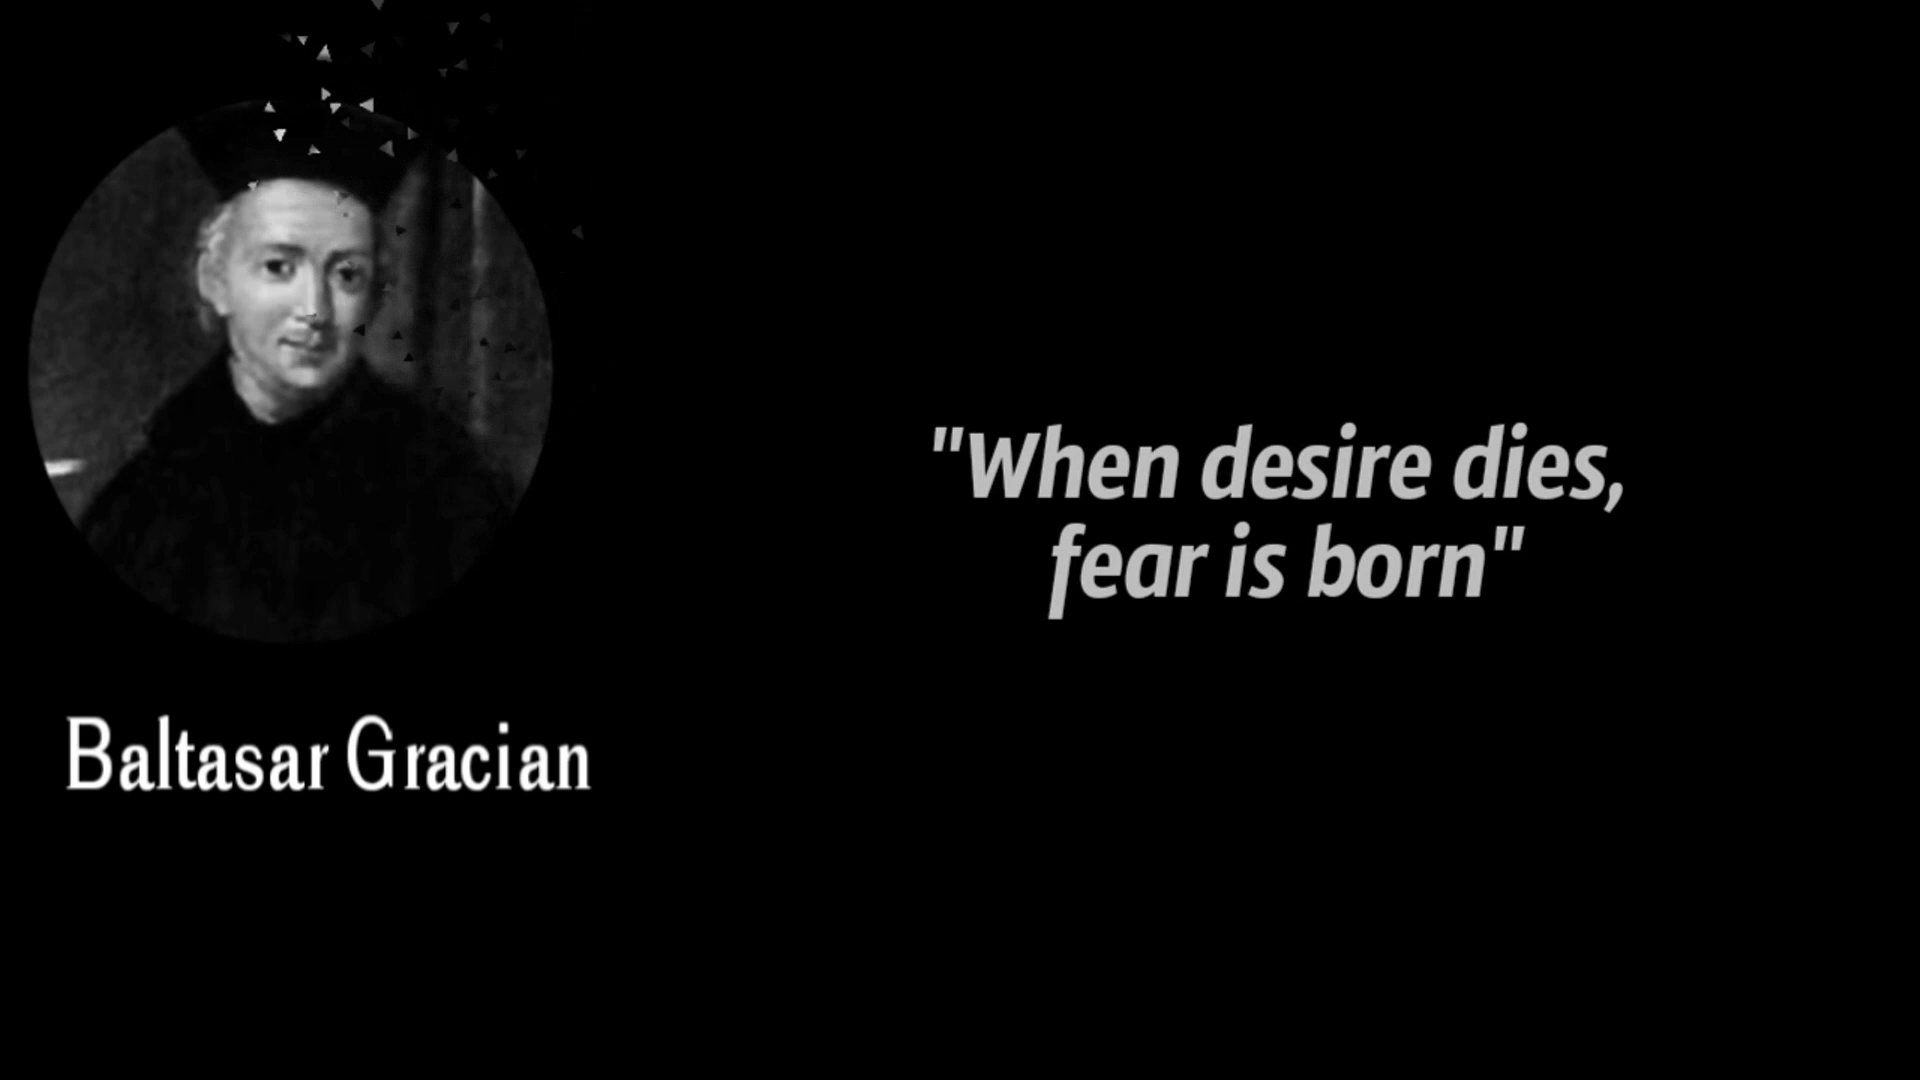 "When desire dies,
fear is born"
Baltasar Gracian